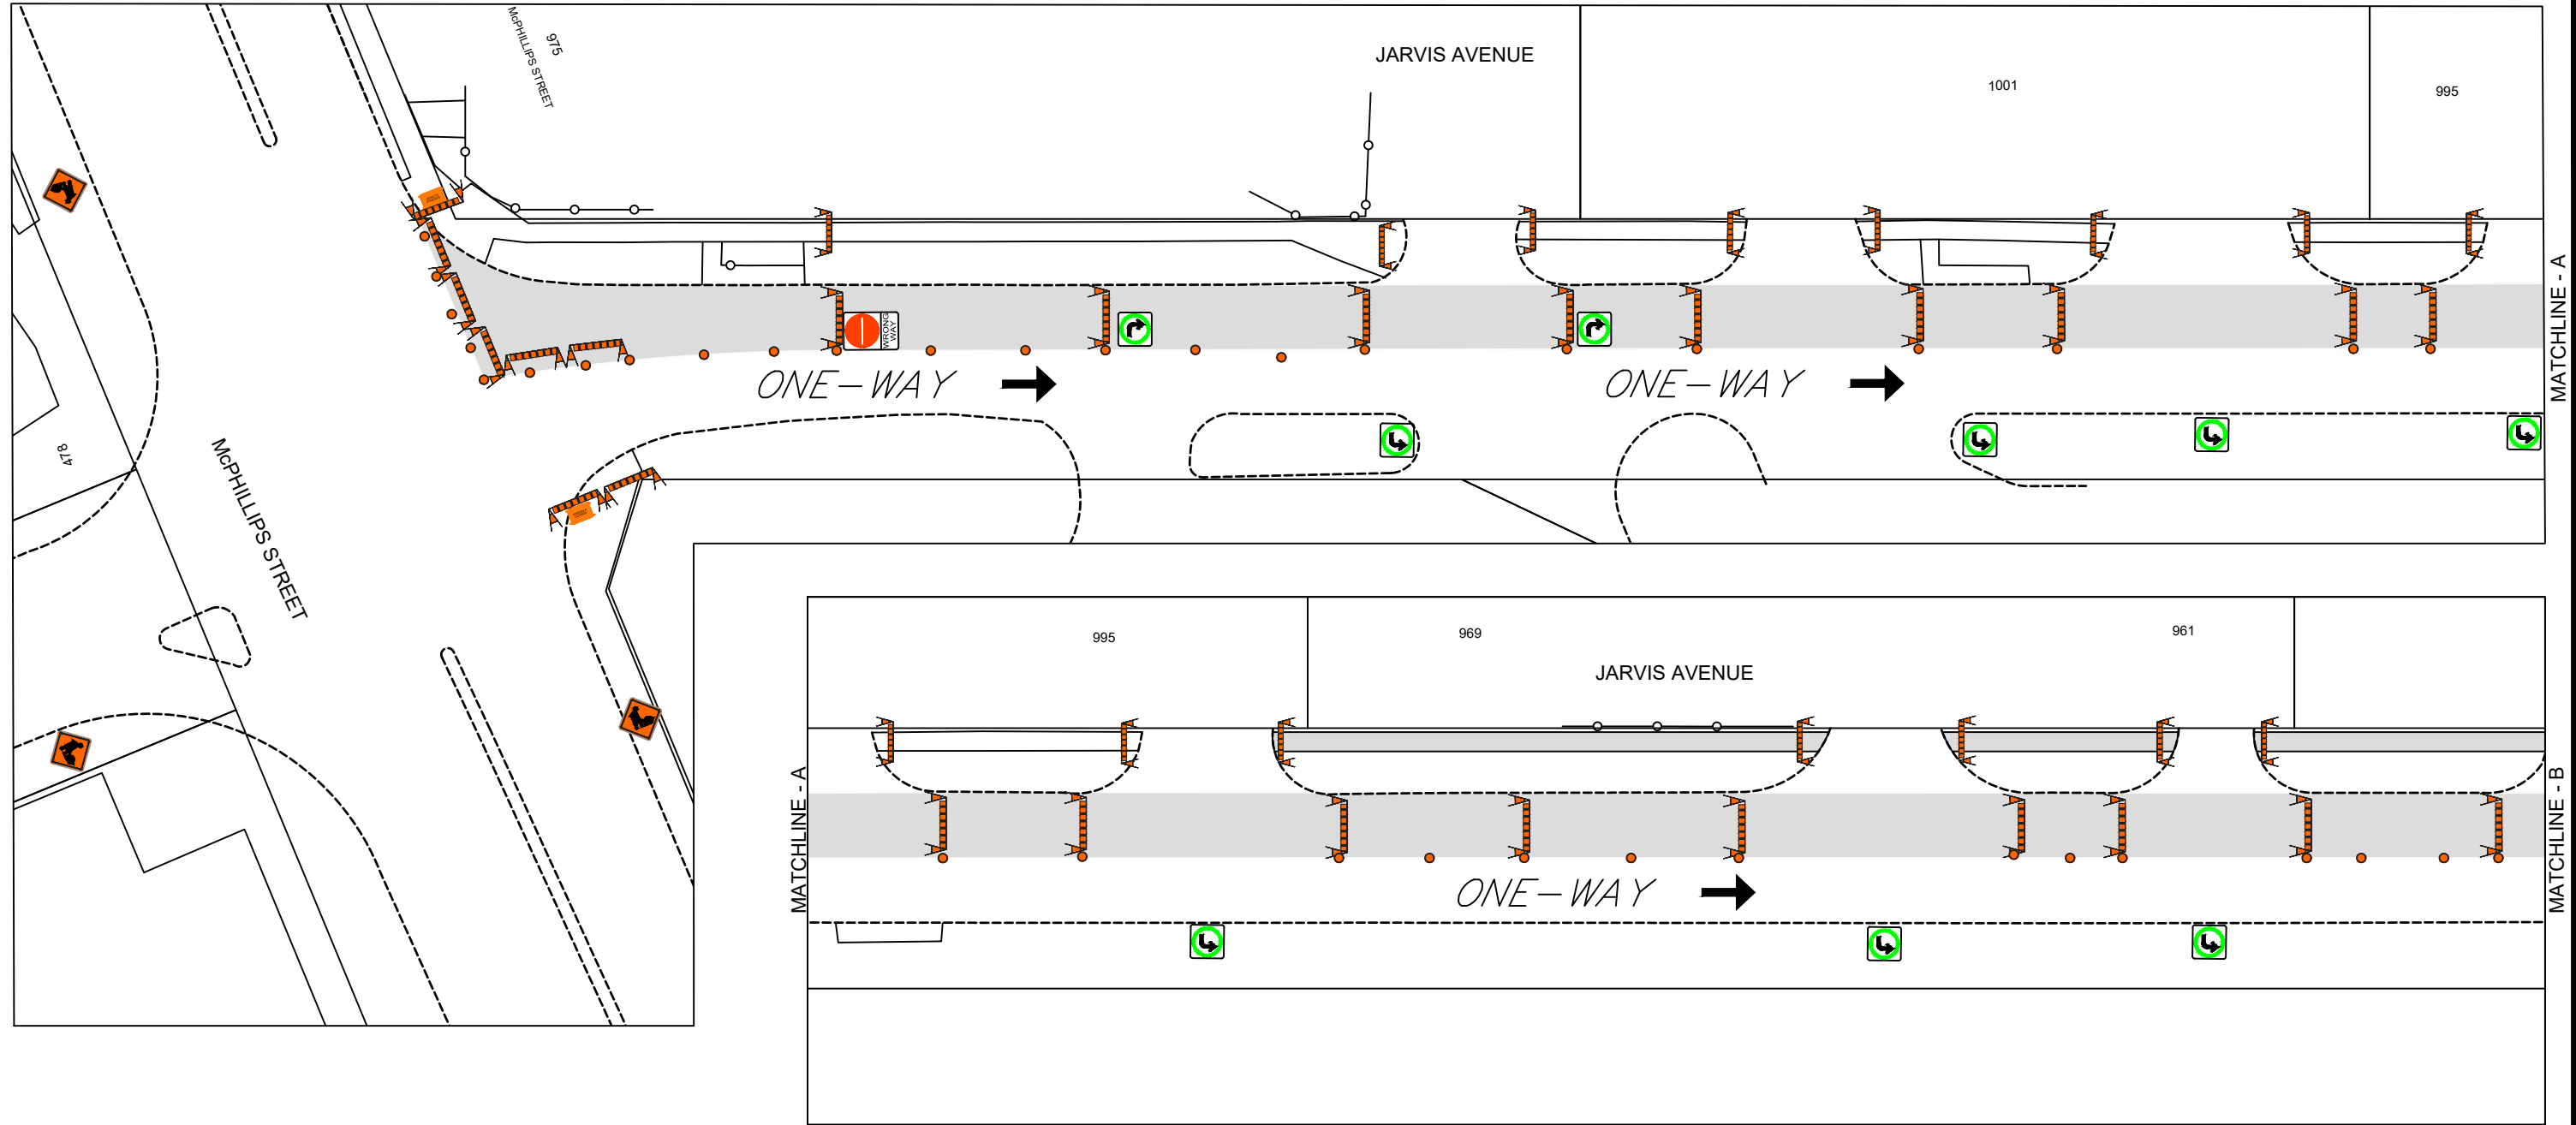 McPHILLIPS STREET
975
JARVIS AVENUE
1001
995
MATCHLINE - A
WRONG
WAY
ONE-WAY
ONE-WAY
478
McPHILLIPS STREET
995
969
961
JARVIS AVENUE
MATCHLINE - A
MATCHLINE - B
ONE-WAY